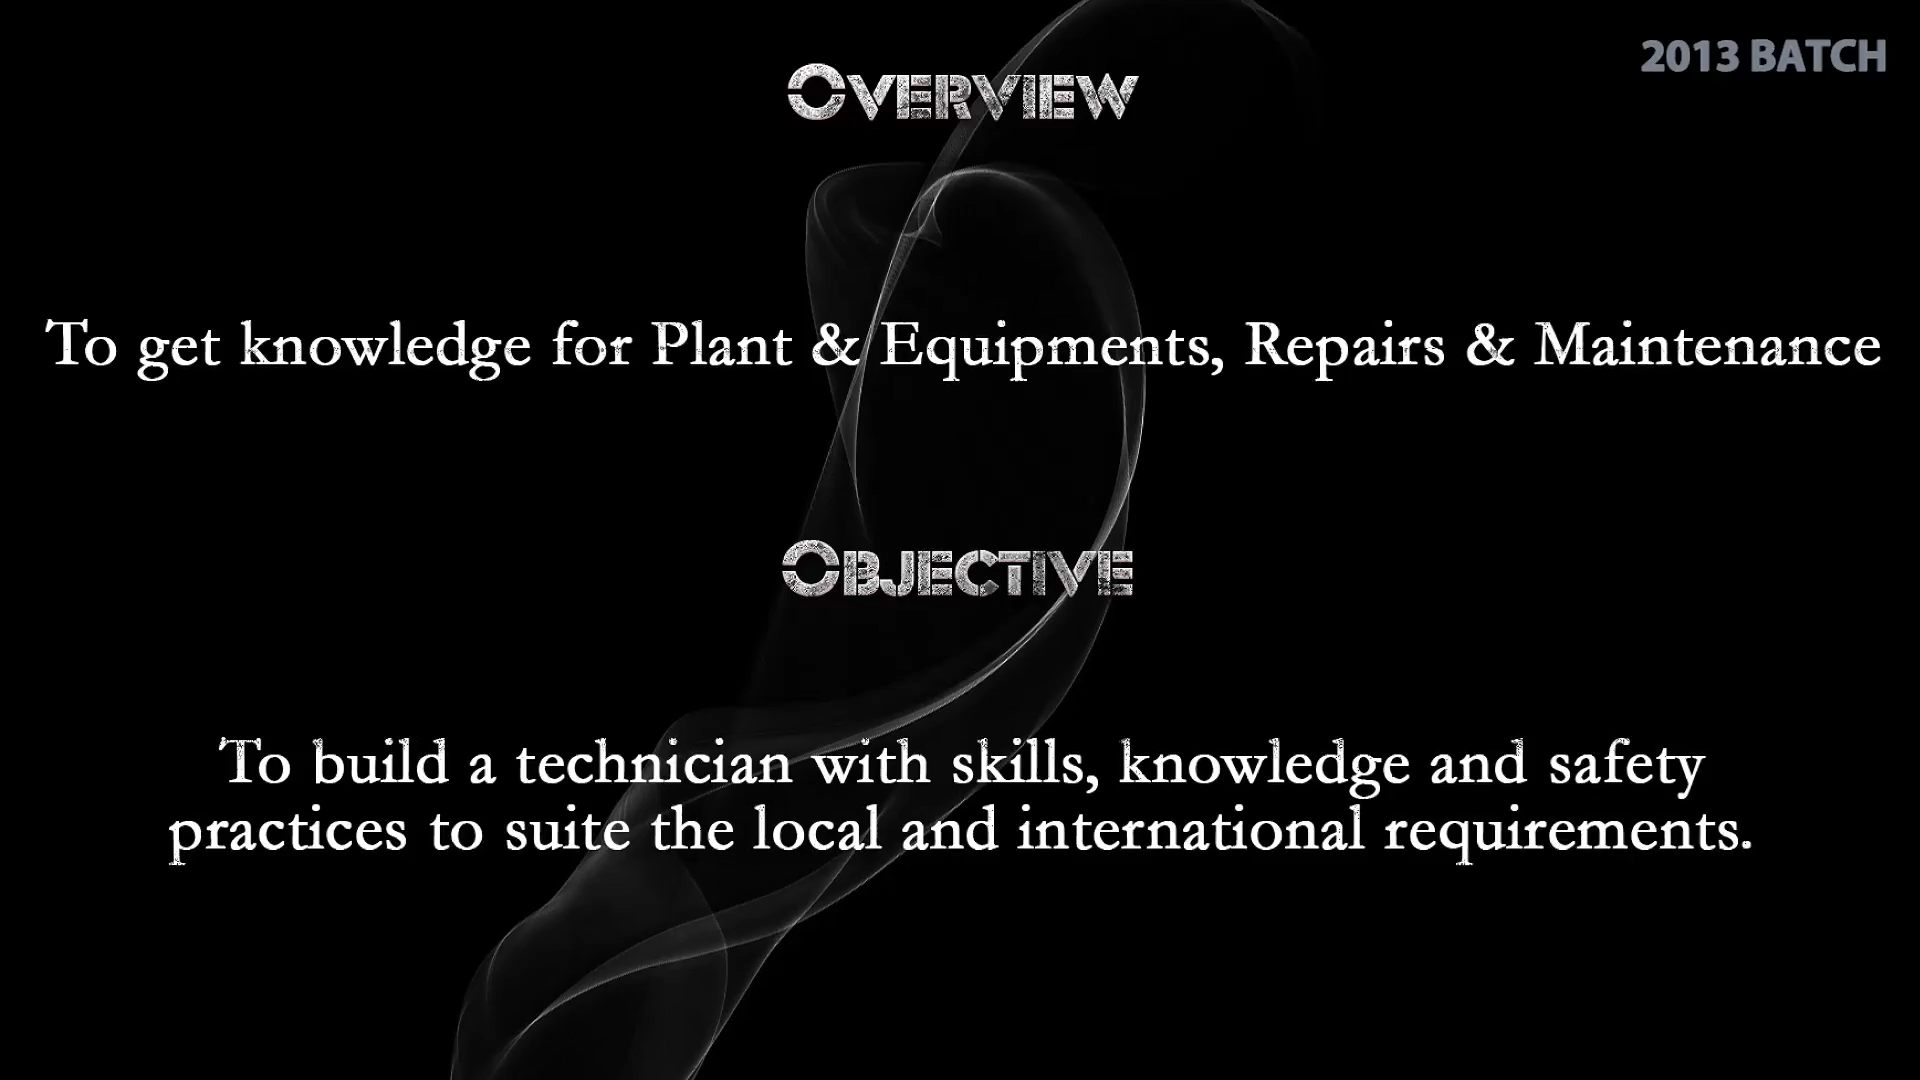 2013 BATCH
OVERVIEW
To get knowledge for Plant & Equipments, Repairs & Maintenance
OBJECTIVE
To build a technician with skills, knowledge and safety
practices to suite the local and international requirements.